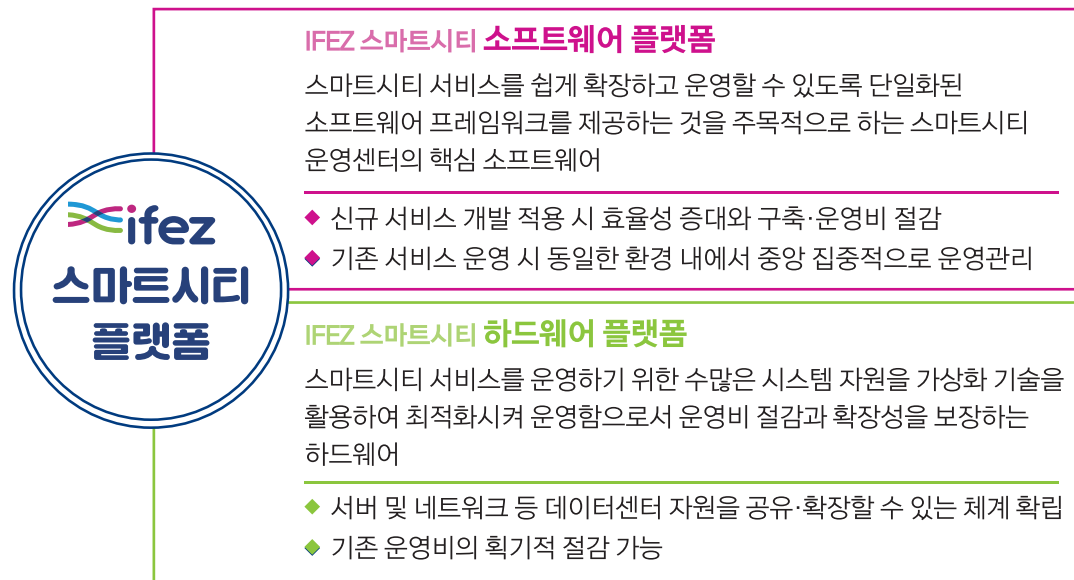 ifez
스마트시티
플랫폼
IFEZ 스마트시티 소프트웨어 플랫폼
스마트시티 서비스를 쉽게 확장하고 운영할 수 있도록 단일화된
소프트웨어 프레임워크를 제공하는 것을 주목적으로 하는 스마트시티
운영센터의 핵심 소프트웨어
◆ 신규 서비스 개발 적용 시 효율성 증대와 구축·운영비 절감
◆ 기존 서비스 운영 시 동일한 환경 내에서 중앙 집중적으로 운영관리
IFEZ 스마트시티 하드웨어 플랫폼
스마트시티 서비스를 운영하기 위한 수많은 시스템 자원을 가상화 기술을
활용하여 최적화시켜 운영함으로서 운영비 절감과 확장성을 보장하는
하드웨어
◆ 서버 및 네트워크 등 데이터센터 자원을 공유·확장할 수 있는 체계 확립
◆ 기존 운영비의 획기적 절감 가능